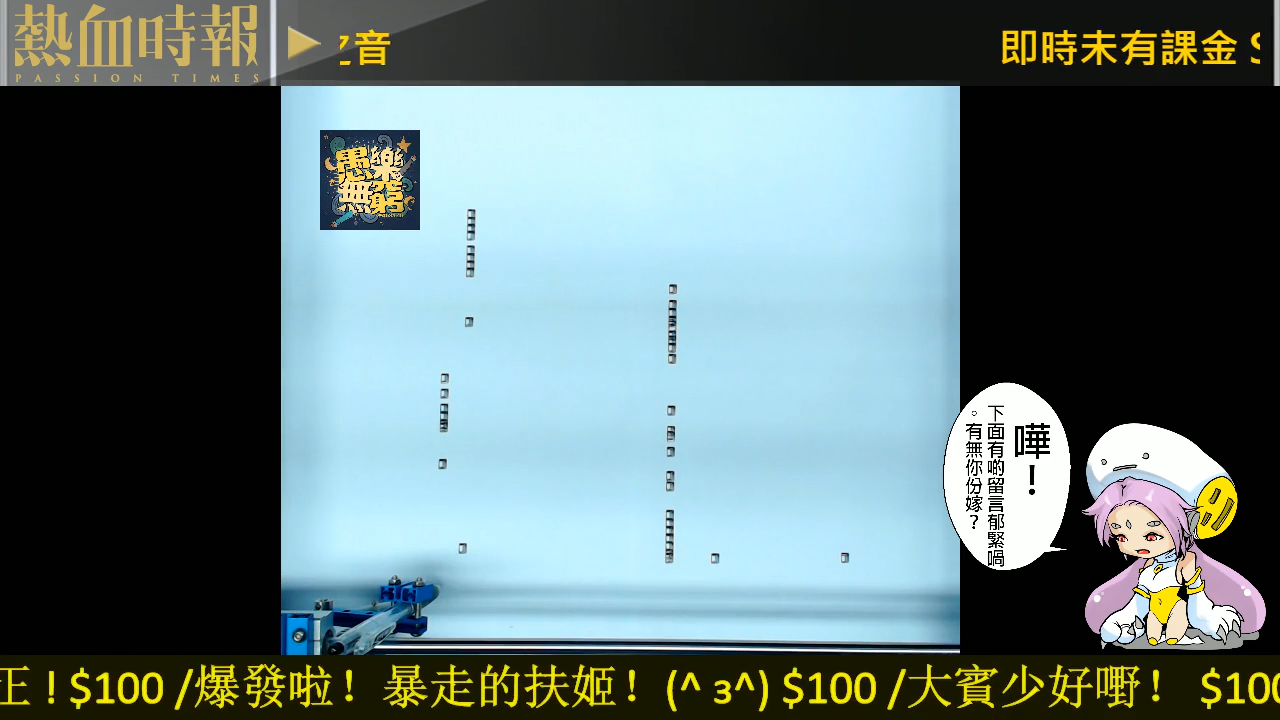 熱血時報
PASSION TIMES
音
即時未有課金
愚樂
無窮
嘩！
下面有啲留言郁緊喎
。有無你份嫁？
! $100 /爆發啦！暴走的扶姬！(^ з^) $100 /大賓少好嘢！ $100